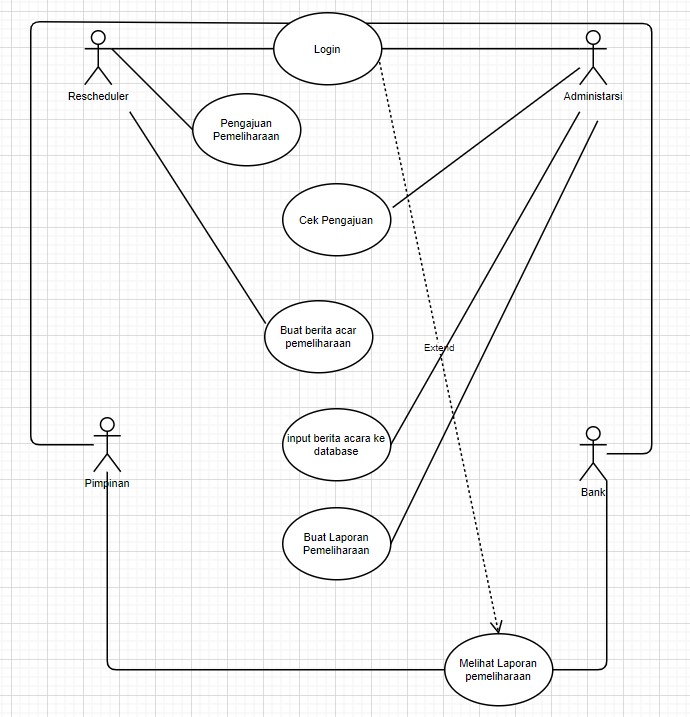 Login
Rescheduler
Administarsi
Pengajuan
Pemeliharaan
Cek Pengajuan
Buat berita acar
pemeliharaan
Extend
input berita acara ke
database
Pimpinan
Bank
Buat Laporan
Pemeliharaan
Melihat Laporan
pemeliharaan